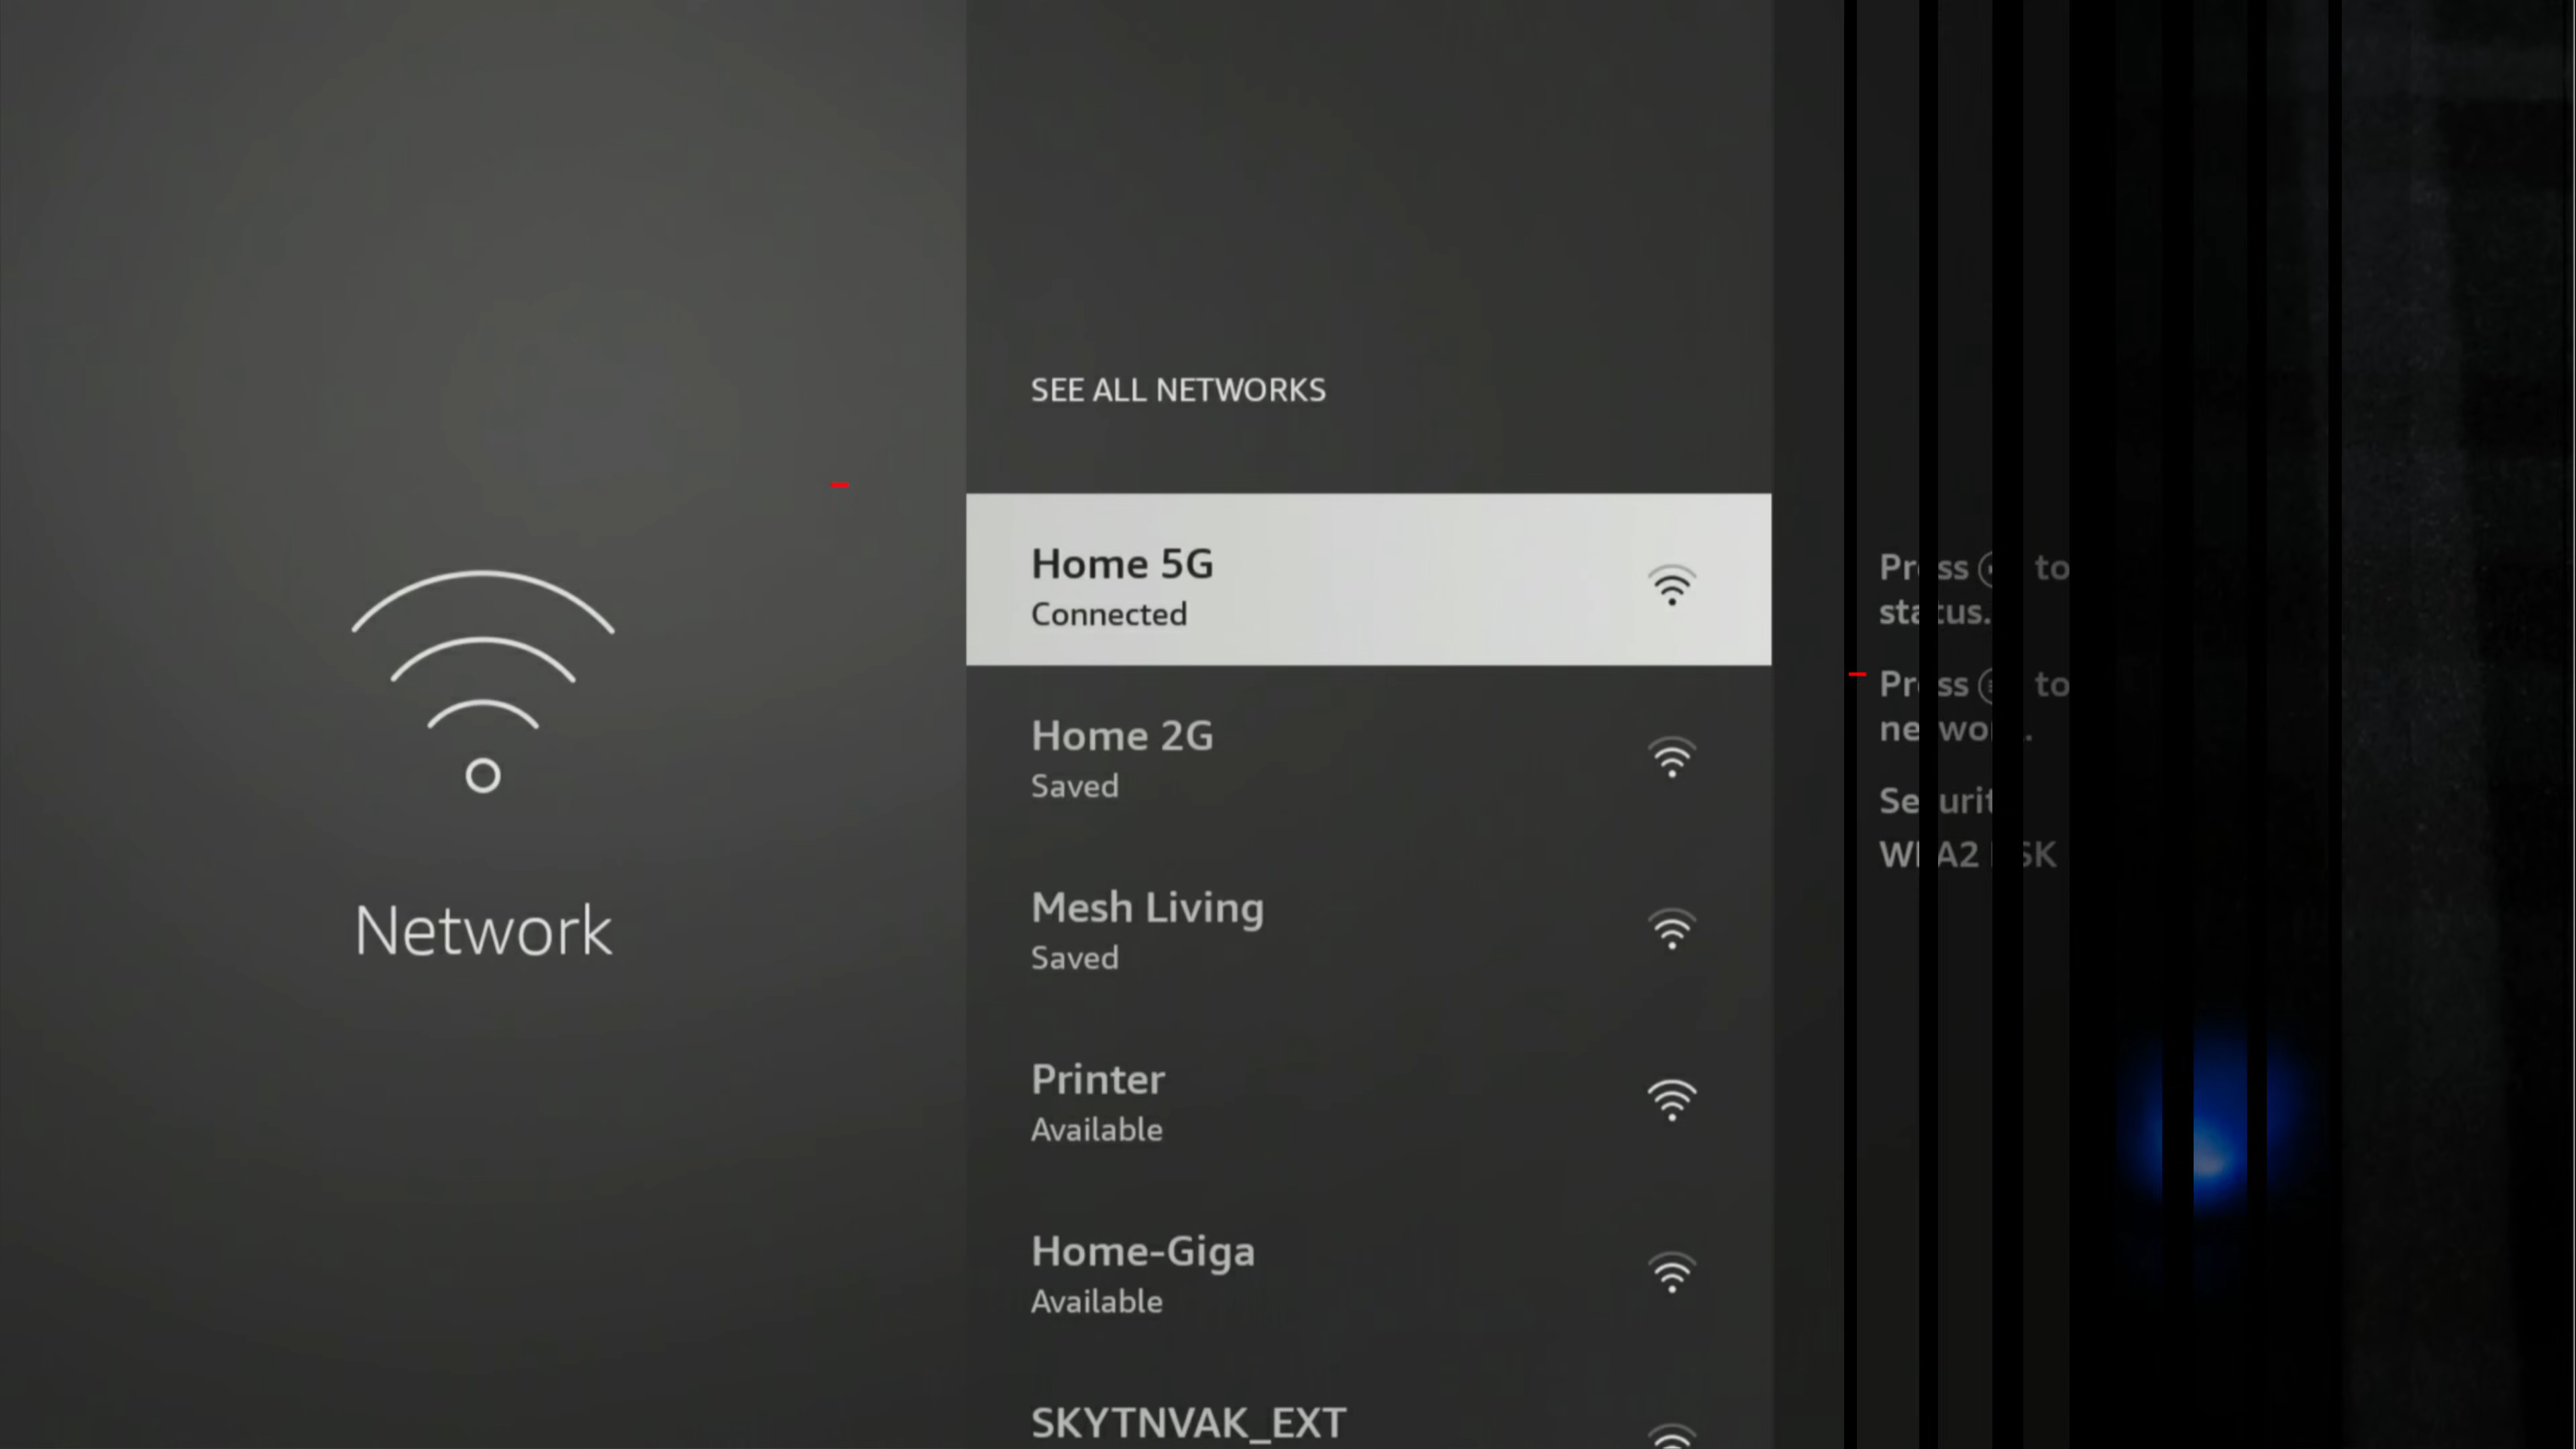 Network
SEE ALL NETWORKS
Home 5G
Connected
Home 2G
Saved
Mesh Living
Saved
Printer
Available
Home-Giga
Available
SKYTNVAK_EXT
to
status.
to